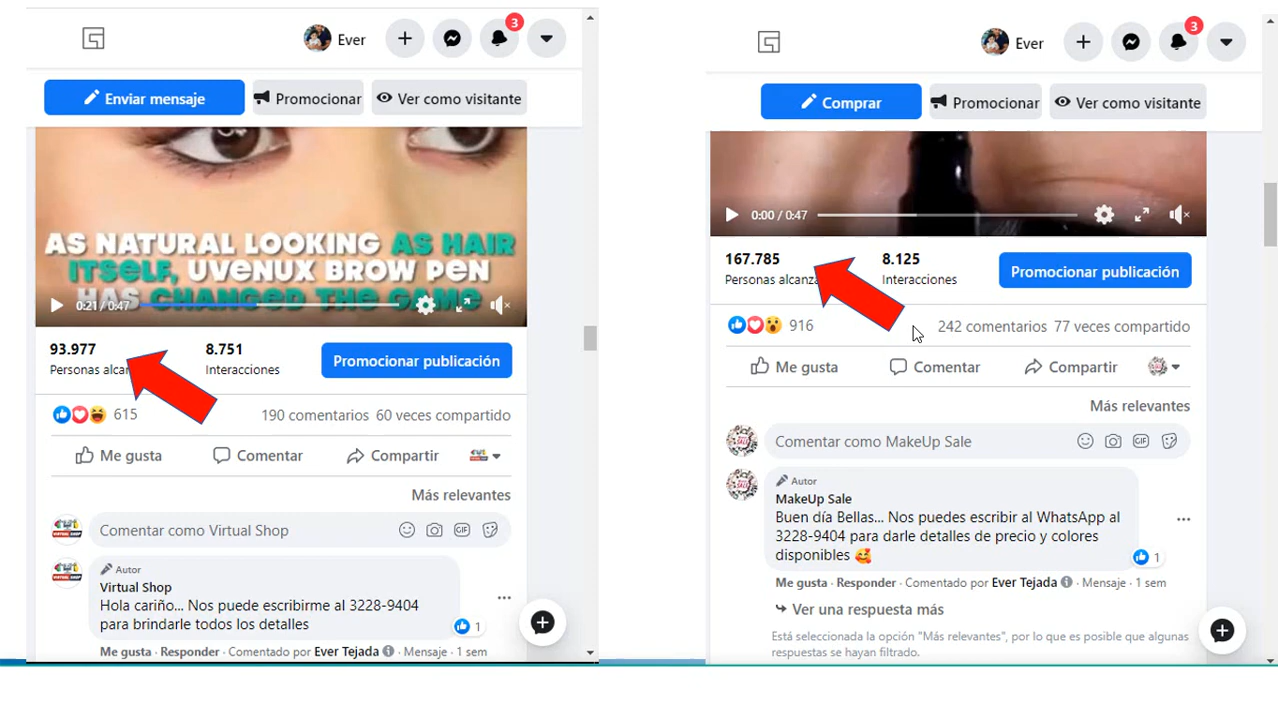 3
Ever
Enviar mensaje
Promocionar
Ver como visitante
AS NATURAL LOOKING AS HAIR
ITSELF, UVENUX BROW PEN
HAS CHANGED THE GAME
0:21 / 0:47
93.977
Personas
8.751
Interacciones
Promocionar publicación
615
190 comentarios 60 veces compartido
Me gusta
Comentar
Compartir
Más relevantes
Comentar como Virtual Shop
GIF
Autor
Virtual Shop
Hola cariño... Nos puede escribirme al 3228-9404
para brindarle todos los detalles
1
Me gusta · Responder · Comentado por Ever Tejada · Mensaje · 1 sem
3
Ever
Comprar
Promocionar
Ver como visitante
0:00 / 0:47
167.785
Personas
8.125
Interacciones
Promocionar publicación
916
242 comentarios 77 veces compartido
Me gusta
Comentar
Compartir
Más relevantes
Comentar como MakeUp Sale
GIF
Autor
MakeUp Sale
Buen día Bellas... Nos puedes escribir al WhatsApp al
3228-9404 para darle detalles de precio y colores
disponibles
1
Me gusta · Responder · Comentado por Ever Tejada · Mensaje · 1 sem
Ver una respuesta más
Está seleccionada la opción "Más relevantes", por lo que es posible que algunas
respuestas se hayan filtrado.